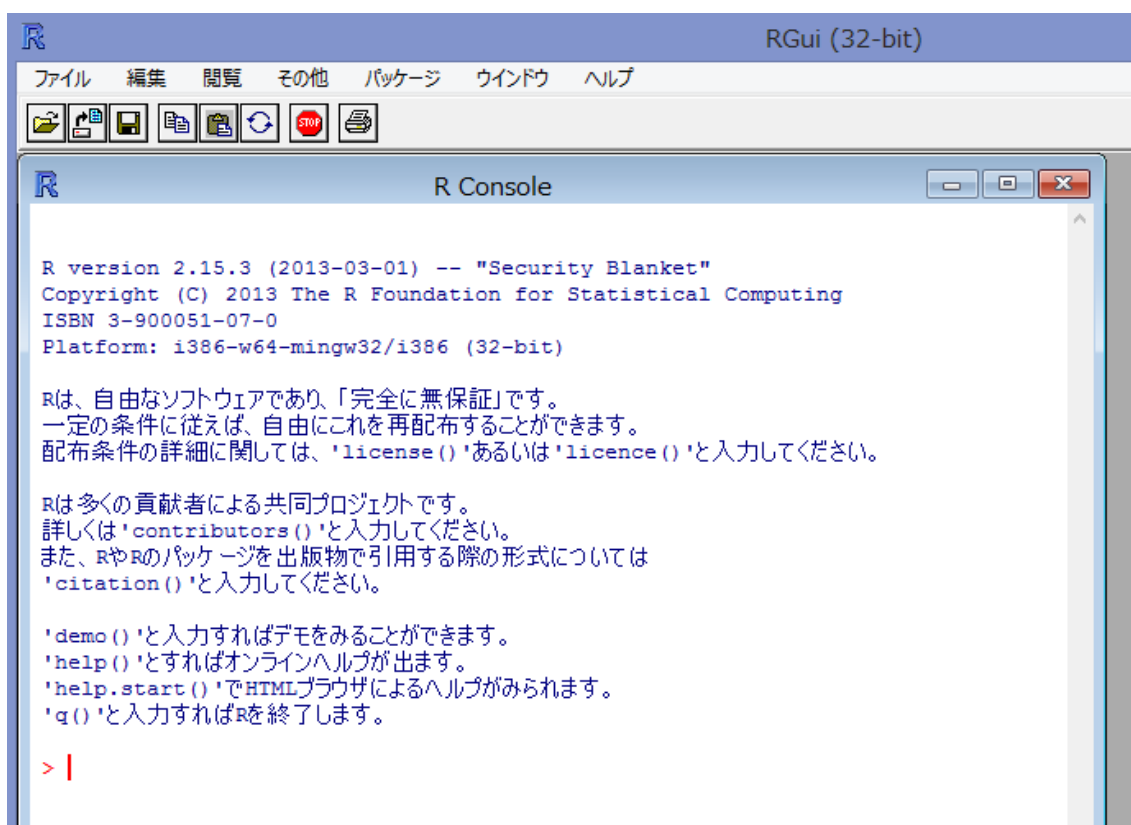 RGui (32-bit)
ファイル 編集 閲覧 その他 パッケージ ウインドウ ヘルプ
STOP
R Console
R version 2.15.3 (2013-03-01) -- "Security Blanket"
Copyright (C) 2013 The R Foundation for Statistical Computing
ISBN 3-900051-07-0
Platform: i386-w64-mingw32/i386 (32-bit)
Rは、自由なソフトウェアであり、「完全に無保証」です。
一定の条件に従えば、自由にこれを再配布することができます。
配布条件の詳細に関しては、'license()'あるいは'licence()'と入力してください。
Rは多くの貢献者による共同プロジェクトです。
詳しくは'contributors()'と入力してください。
また、RやRのパッケージを出版物で引用する際の形式については
'citation()'と入力してください。
'demo()'と入力すればデモをみることができます。
'help()'とすればオンラインヘルプが出ます。
'help.start()'でHTMLブラウザによるヘルプがみられます。
'q()'と入力すればRを終了します。
>